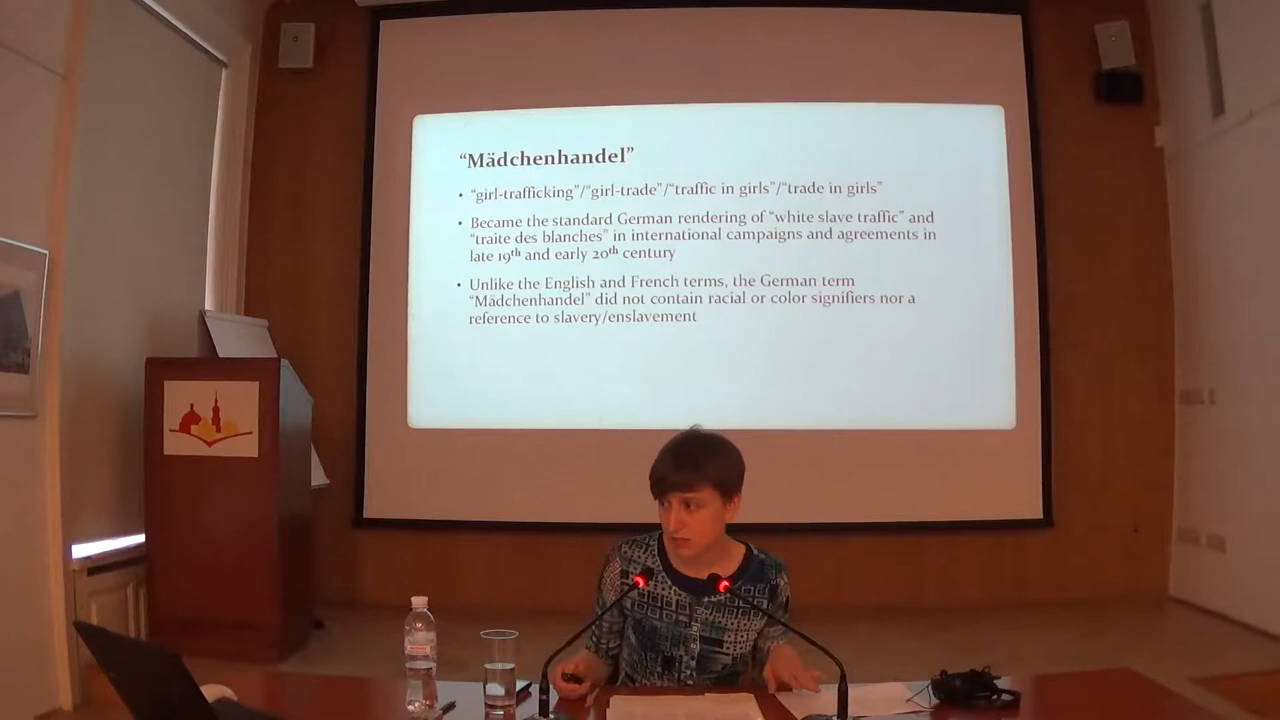 “Mädchenhandel”
• “girl-trafficking”/“girl-trade”/“traffic in girls”/“trade in girls”
• Became the standard German rendering of “white slave traffic” and
“traite des blanches” in international campaigns and agreements in
late 19th and early 20th century
• Unlike the English and French terms, the German term
“Mädchenhandel” did not contain racial or color signifiers nor a
reference to slavery/enslavement